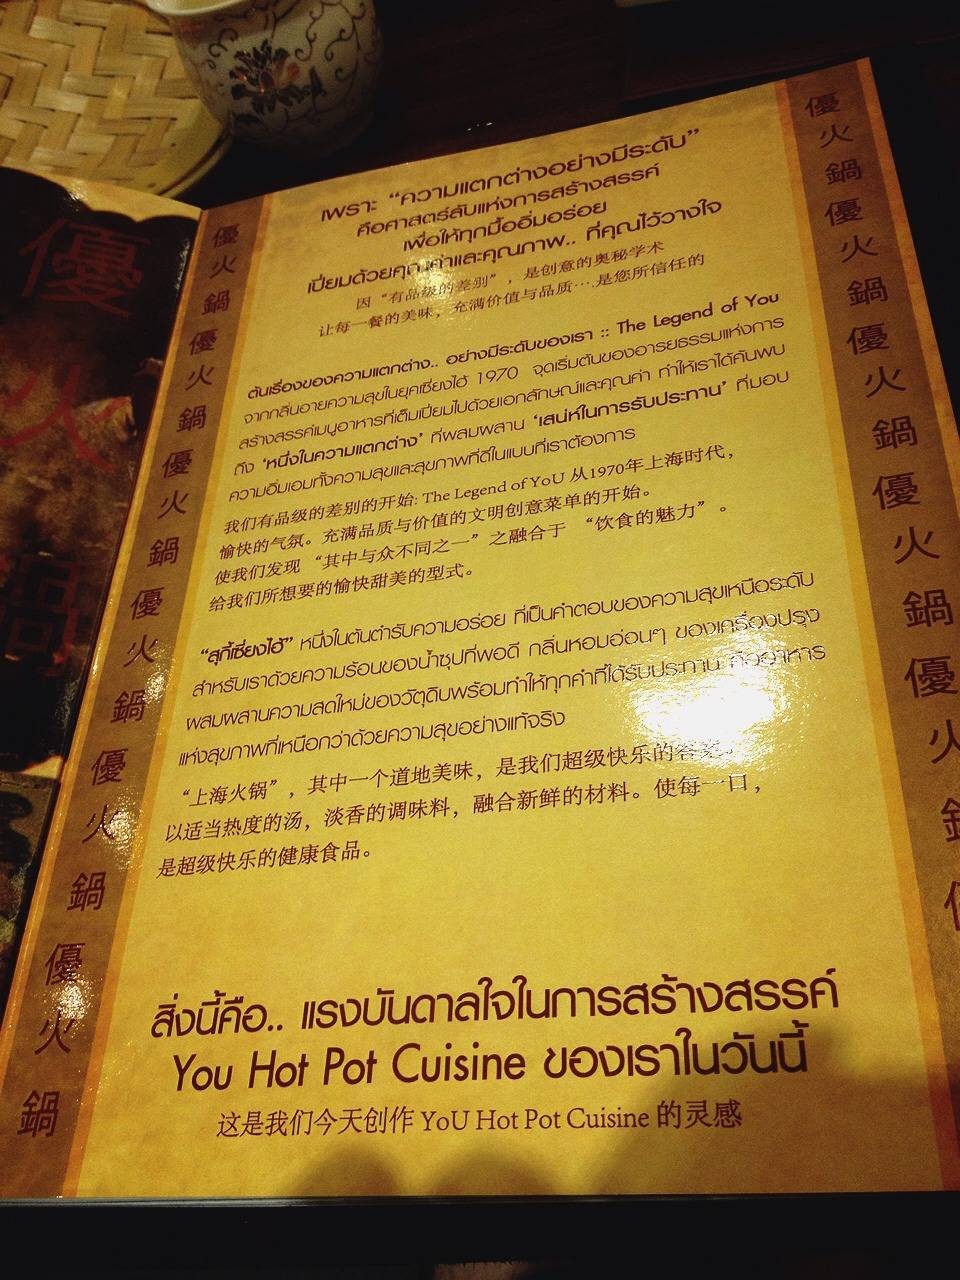 優
火
鍋
เพราะ “ความแตกต่างอย่างมีระดับ”
คือศาสตร์ลับแห่งการสร้างสรรค์
เพื่อให้ทุกมื้ออิ่มอร่อย
เปี่ยมด้วยคุณค่าและคุณภาพ.. ที่คุณไว้วางใจ
因“有品级的差别”，是创意的奥秘学术
让每一餐的美味，充满价值与品质…是您所信任的
ต้นเรื่องของความแตกต่าง.. อย่างมีระดับของเรา :: The Legend of You
จากกลิ่นอายความสุขในยุคเซี่ยงไฮ้ 1970 จุดเริ่มต้นของอารยธรรมแห่งการ
สร้างสรรค์เมนูอาหารที่เต็มเปี่ยมไปด้วยเอกลักษณ์และคุณค่า ทำให้เราได้ค้นพบ
ถึง ‘หนึ่งในความแตกต่าง’ ที่ผสมผสาน ‘เสน่ห์ในการรับประทาน’ ที่มอบ
ความอิ่มเอมทั้งความสุขและสุขภาพที่ดีในแบบที่เราต้องการ
我们有品级的差别的开始: The Legend of YoU 从1970年上海时代，
愉快的气氛。充满品质与价值的文明创意菜单的开始。
使我们发现 “其中与众不同之一”之融合于 “饮食的魅力”。
给我们所想要的愉快甜美的型式。
“สุกี้เซี่ยงไฮ้” หนึ่งในต้นตำรับความอร่อย ที่เป็นคำตอบของความสุขเหนือระดับ
สำหรับเราด้วยความร้อนของน้ำซุปที่พอดี กลิ่นหอมอ่อนๆ ของเครื่องปรุง
ผสมผสานความสดใหม่ของวัตุดิบพร้อมทำให้ทุกคำที่ได้รับประทาน คืออาหาร
แห่งสุขภาพที่เหนือกว่าด้วยความสุขอย่างแท้จริง
“上海火锅”，其中一个道地美味，是我们超级快乐的答案，
以适当热度的汤，淡香的调味料，融合新鲜的材料。使每一口，
是超级快乐的健康食品。
สิ่งนี้คือ.. แรงบันดาลใจในการสร้างสรรค์
You Hot Pot Cuisine ของเราในวันนี้
这是我们今天创作 YoU Hot Pot Cuisine 的灵感
優
火
鍋
優
火
鍋
優
火
鍋
優
火
鍋
優
火
鍋
優
火
鍋
優
火
鍋
優
火
鍋
優
火
鍋
優
火